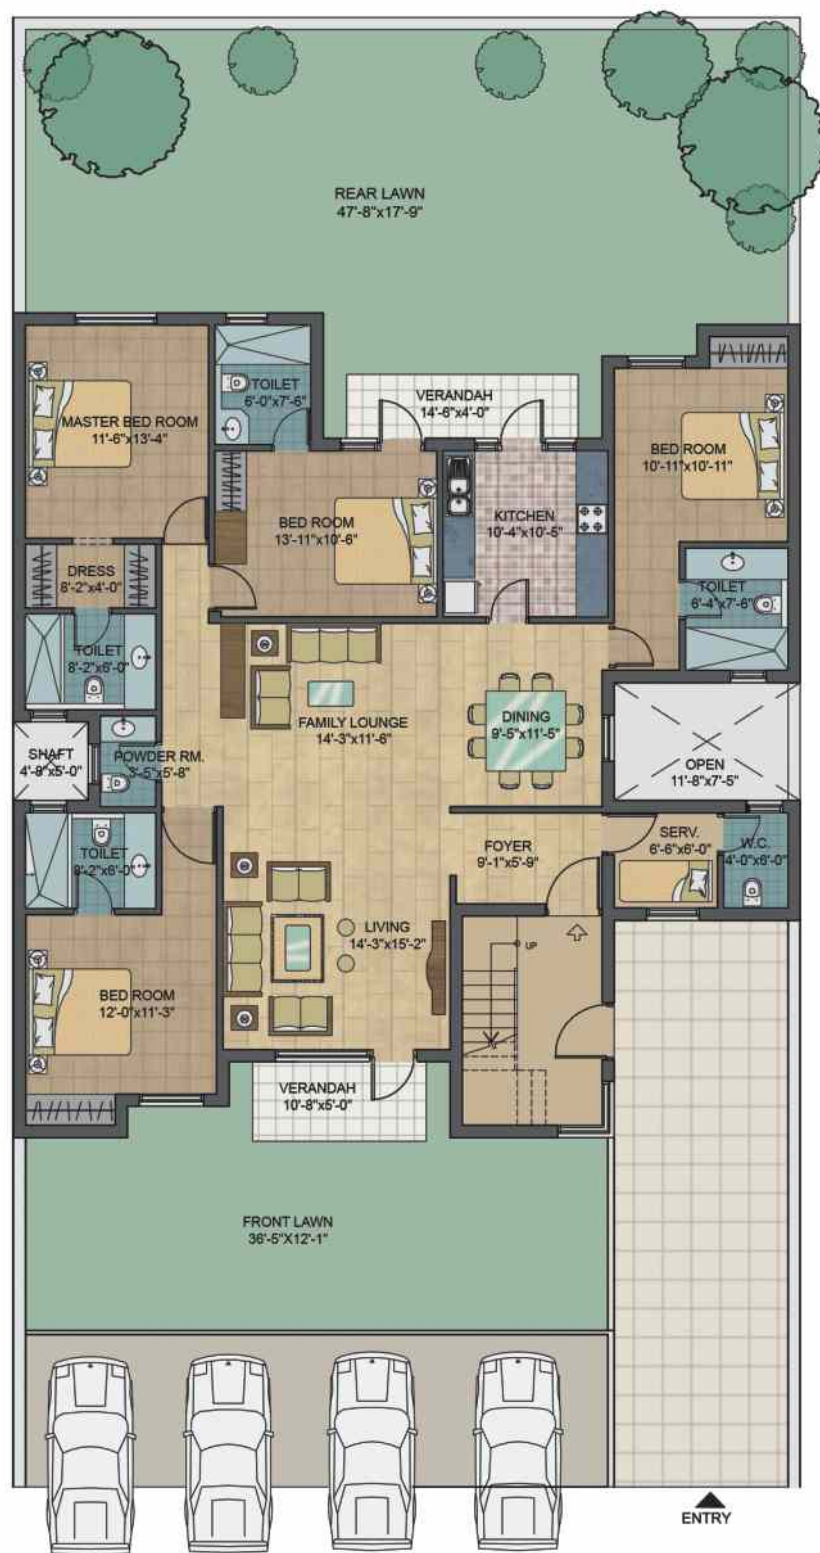 REAR LAWN
47'-8"x17'-9"
TOILET
6'-0"x7'-6"
VERANDAH
14'-6"x4'-0"
MASTER BED ROOM
11'-6"x13'-4"
BED ROOM
10'-11"x10'-11"
BED ROOM
13'-11"x10'-6"
KITCHEN
10'-4"x10'-5"
DRESS
8'-2"x4'-0"
TOILET
6'-4"x7'-6"
TOILET
8'-2"x6'-0"
FAMILY LOUNGE
14'-3"x11'-6"
DINING
9'-5"x11'-5"
SHAFT
4'-9"x5'-0"
POWDER RM.
3'-5"x5'-8"
OPEN
11'-8"x7'-5"
TOILET
8'-2"x6'-0"
FOYER
9'-1"x5'-9"
SERV.
6'-6"x6'-0"
W.C.
4'-0"x6'-0"
LIVING
14'-3"x15'-2"
UP
BED ROOM
12'-0"x11'-3"
VERANDAH
10'-8"x5'-0"
FRONT LAWN
36'-5"X12'-1"
ENTRY